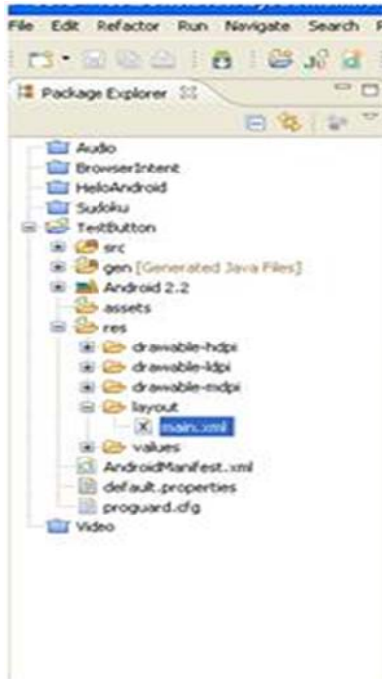 File Edit Refactor Run Navigate Search
Package Explorer
Audio
BrowserIntent
HeloAndroid
Sudoku
TestButton
src
gen [Generated Java Files]
Android 2.2
assets
res
drawable-hdpi
drawable-ldpi
drawable-mdpi
layout
main.xml
values
AndroidManifest.xml
default.properties
proguard.cfg
Video